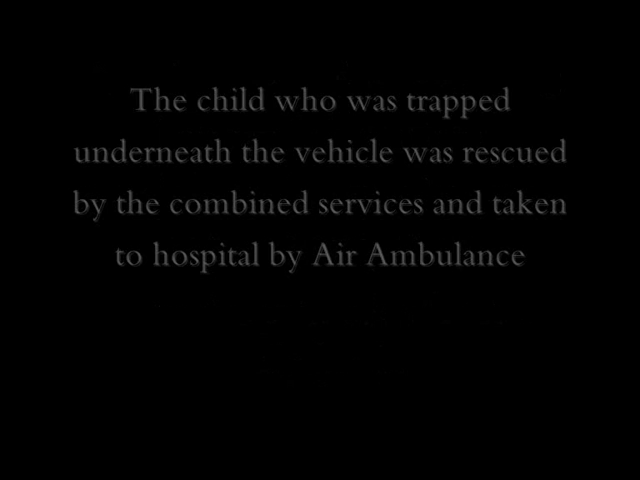 The child who was trapped
underneath the vehicle was rescued
by the combined services and taken
to hospital by Air Ambulance